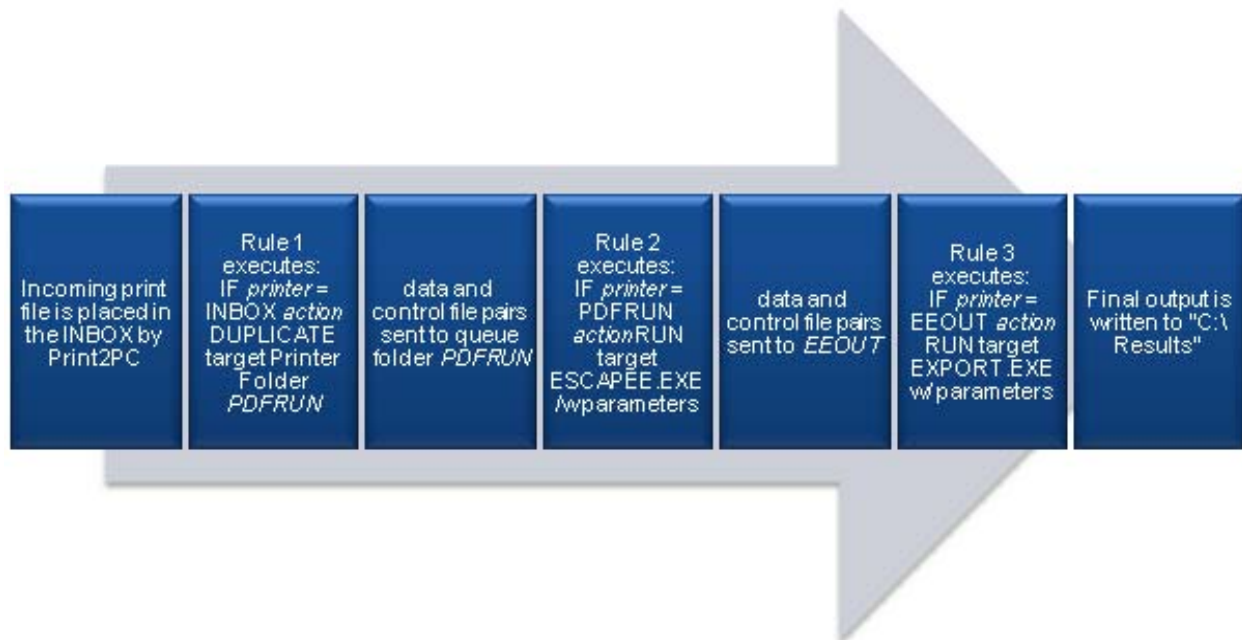 Incoming print
file is placed in
the INBOX by
Print2PC
Rule 1
executes:
IF printer =
INBOX action
DUPLICATE
target Printer
Folder
PDFRUN
data and
control file pairs
sent to queue
folder PDFRUN
Rule 2
executes:
IF printer =
PDFRUN
actionRUN
target
ESCAPEE.EXE
/wparameters
data and
control file pairs
sent to EEOUT
Rule 3
executes:
IF printer =
EEOUT action
RUN target
EXPORT.EXE
w/parameters
Final output is
written to "C:\
Results"